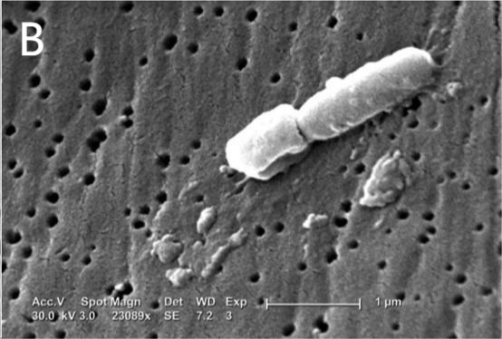 B
Acc.V Spot Magn Det WD Exp 1 µm
30.0 kV 3.0 23089x SE 7.2 3